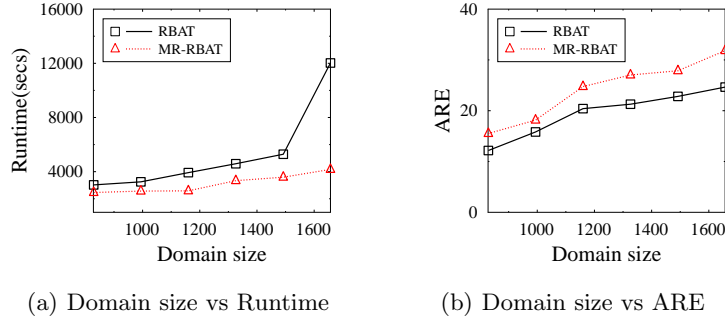 16000
12000
8000
4000
Runtime(secs)
RBAT
MR-RBAT
1000 1200 1400 1600
Domain size
(a) Domain size vs Runtime
40
20
0
ARE
RBAT
MR-RBAT
1000 1200 1400 1600
Domain size
(b) Domain size vs ARE